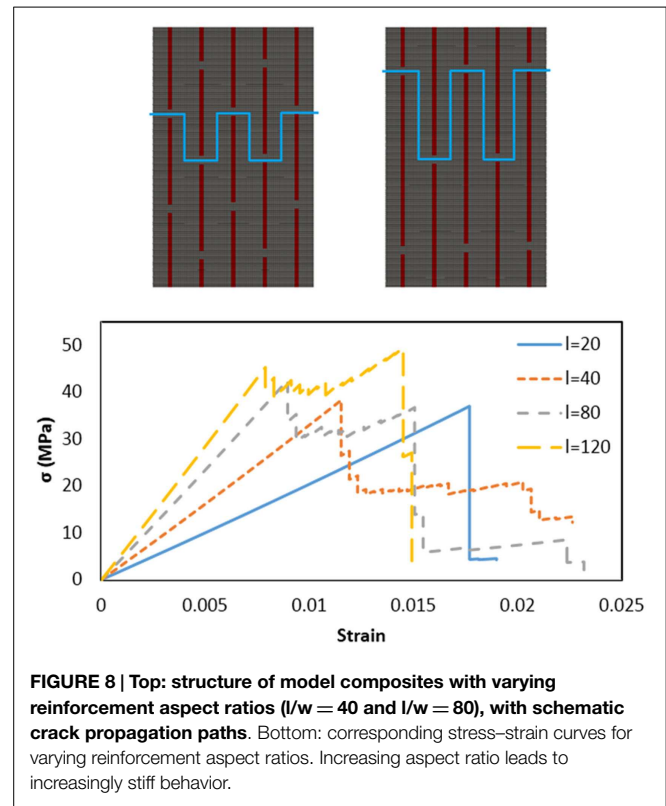 50
40
30
20
10
0
σ (MPa)
l=20
l=40
l=80
l=120
0
0.005
0.01
0.015
0.02
0.025
Strain
FIGURE 8 | Top: structure of model composites with varying
reinforcement aspect ratios (l/w = 40 and l/w = 80), with schematic
crack propagation paths. Bottom: corresponding stress–strain curves for
varying reinforcement aspect ratios. Increasing aspect ratio leads to
increasingly stiff behavior.